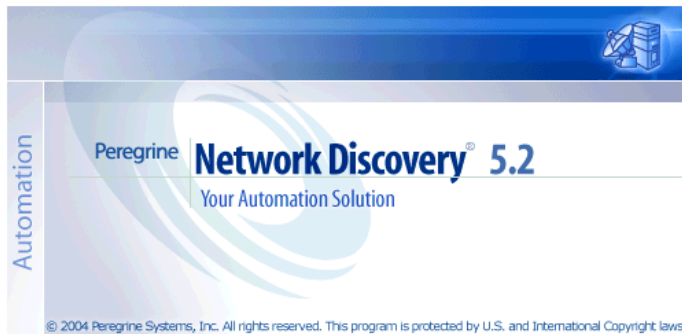 Automation
Peregrine Network Discovery® 5.2
Your Automation Solution
© 2004 Peregrine Systems, Inc. All rights reserved. This program is protected by U.S. and International Copyright laws